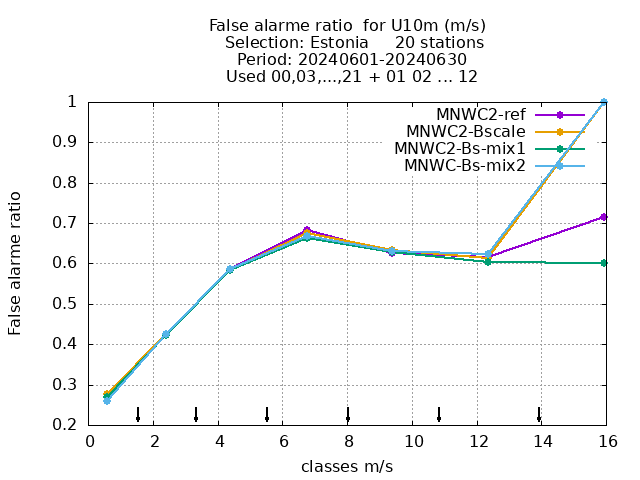 False alarme ratio  for U10m (m/s)
Selection: Estonia     20 stations
Period: 20240601-20240630
Used 00,03,...,21 + 01 02 ... 12
MNWC2-ref
MNWC2-Bscale
MNWC2-Bs-mix1
MNWC-Bs-mix2
False alarme ratio
1
0.9
0.8
0.7
0.6
0.5
0.4
0.3
0.2
0 2 4 6 8 10 12 14 16
classes m/s